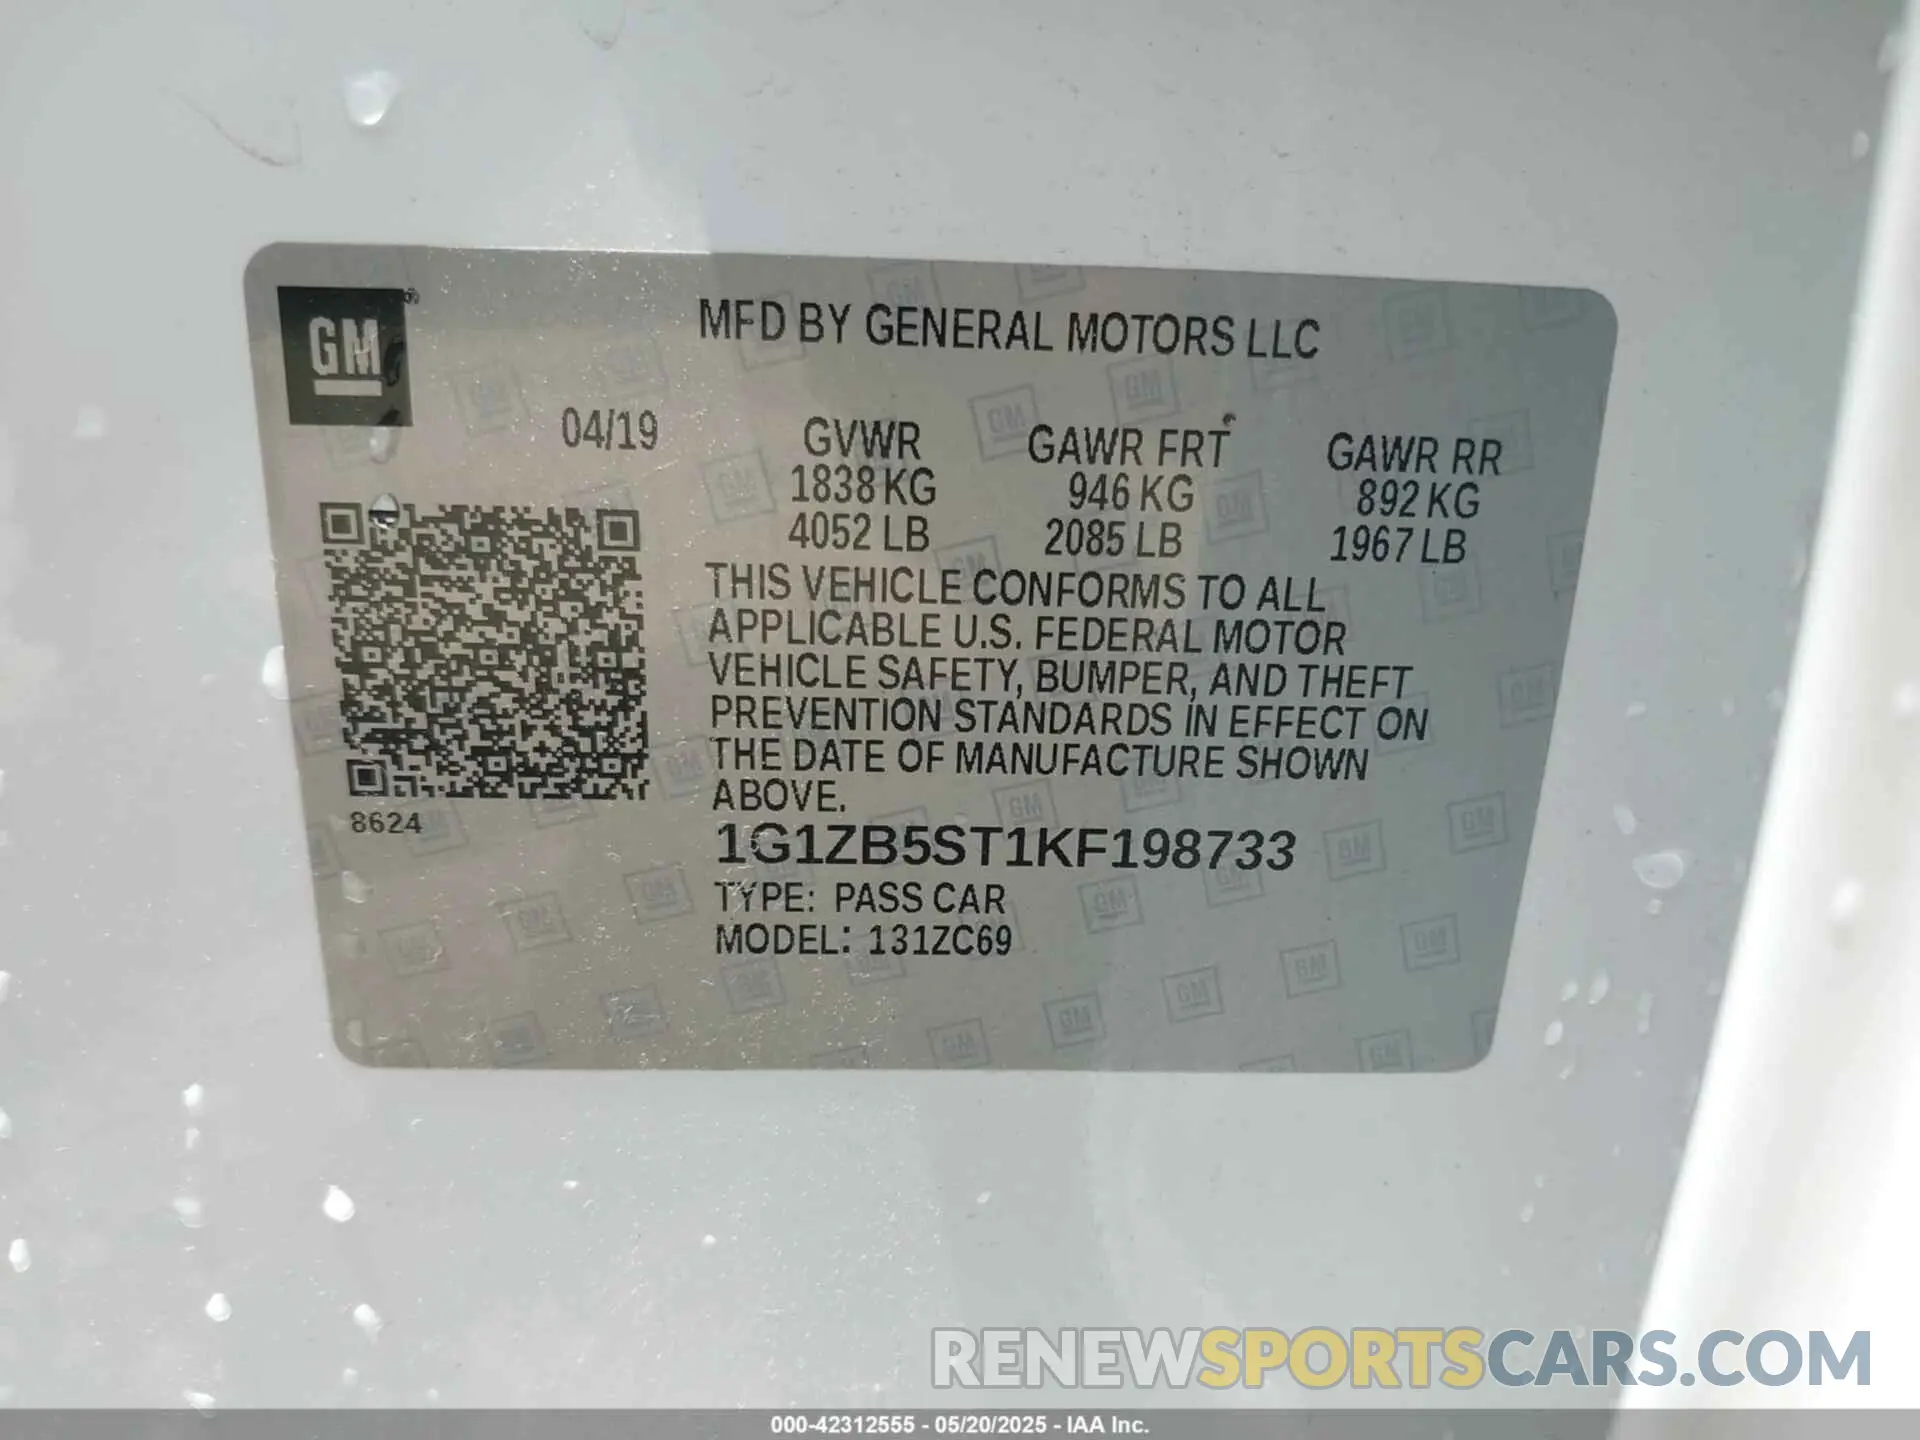 GM
MFD BY GENERAL MOTORS LLC
04/19
GVWR GAWR FRT GAWR RR
1838 KG 946 KG 892 KG
4052 LB 2085 LB 1967 LB
THIS VEHICLE CONFORMS TO ALL
APPLICABLE U.S. FEDERAL MOTOR
VEHICLE SAFETY, BUMPER, AND THEFT
PREVENTION STANDARDS IN EFFECT ON
THE DATE OF MANUFACTURE SHOWN
ABOVE.
8624
1G1ZB5ST1KF198733
TYPE: PASS CAR
MODEL: 131ZC69
RENEWSPORTSCARS.COM
000-42312555 - 05/20/2025 - IAA Inc.